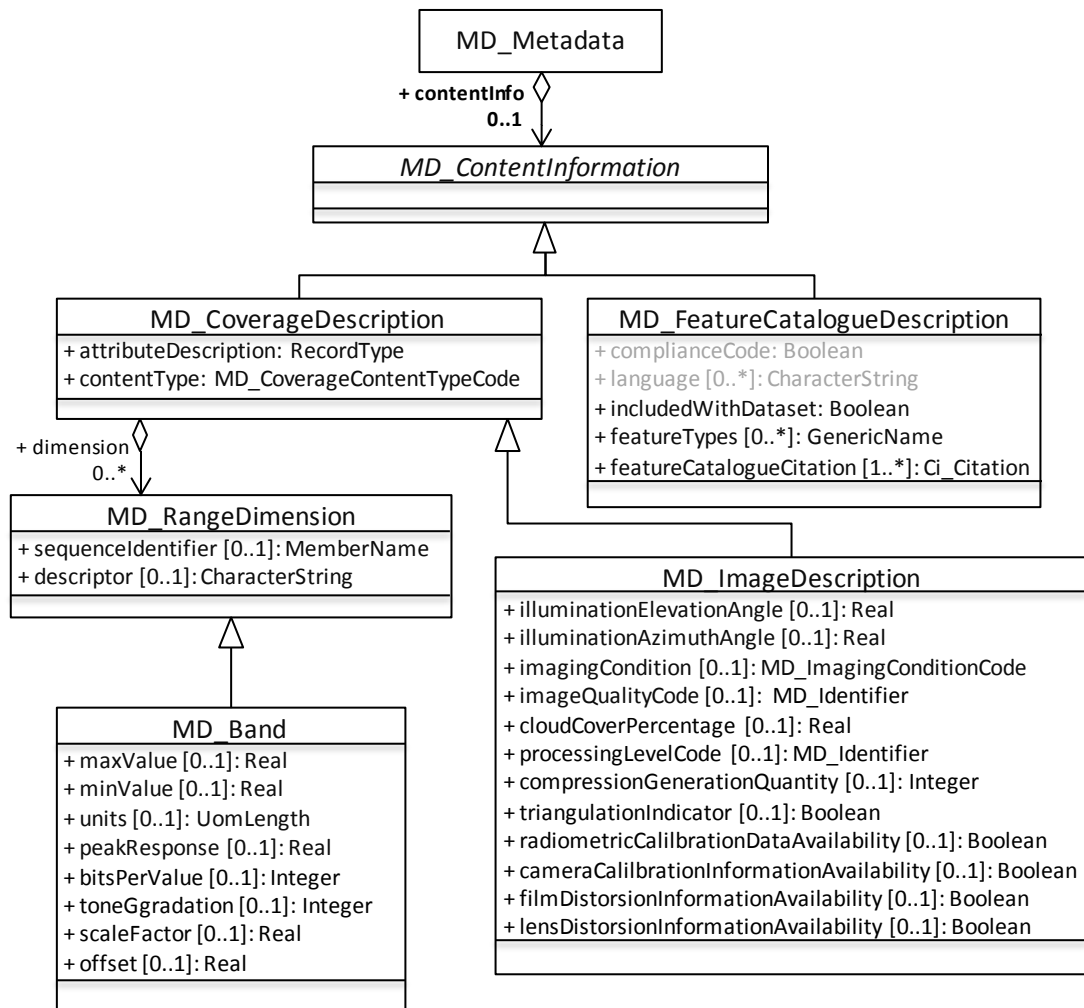 MD_Metadata
+ contentInfo
0..1
MD_ContentInformation
MD_CoverageDescription
+ attributeDescription: RecordType
+ contentType: MD_CoverageContentTypeCode
MD_FeatureCatalogueDescription
+ complianceCode: Boolean
+ language [0..*]: CharacterString
+ includedWithDataset: Boolean
+ featureTypes [0..*]: GenericName
+ featureCatalogueCitation [1..*]: Ci_Citation
+ dimension
0..*
MD_RangeDimension
+ sequenceIdentifier [0..1]: MemberName
+ descriptor [0..1]: CharacterString
MD_ImageDescription
+ illuminationElevationAngle [0..1]: Real
+ illuminationAzimuthAngle [0..1]: Real
+ imagingCondition [0..1]: MD_ImagingConditionCode
+ imageQualityCode [0..1]: MD_Identifier
+ cloudCoverPercentage [0..1]: Real
+ processingLevelCode [0..1]: MD_Identifier
+ compressionGenerationQuantity [0..1]: Integer
+ triangulationIndicator [0..1]: Boolean
+ radiometricCalilbrationDataAvailability [0..1]: Boolean
+ cameraCalilbrationInformationAvailability [0..1]: Boolean
+ filmDistorsionInformationAvailability [0..1]: Boolean
+ lensDistorsionInformationAvailability [0..1]: Boolean
MD_Band
+ maxValue [0..1]: Real
+ minValue [0..1]: Real
+ units [0..1]: UomLength
+ peakResponse [0..1]: Real
+ bitsPerValue [0..1]: Integer
+ toneGgradation [0..1]: Integer
+ scaleFactor [0..1]: Real
+ offset [0..1]: Real